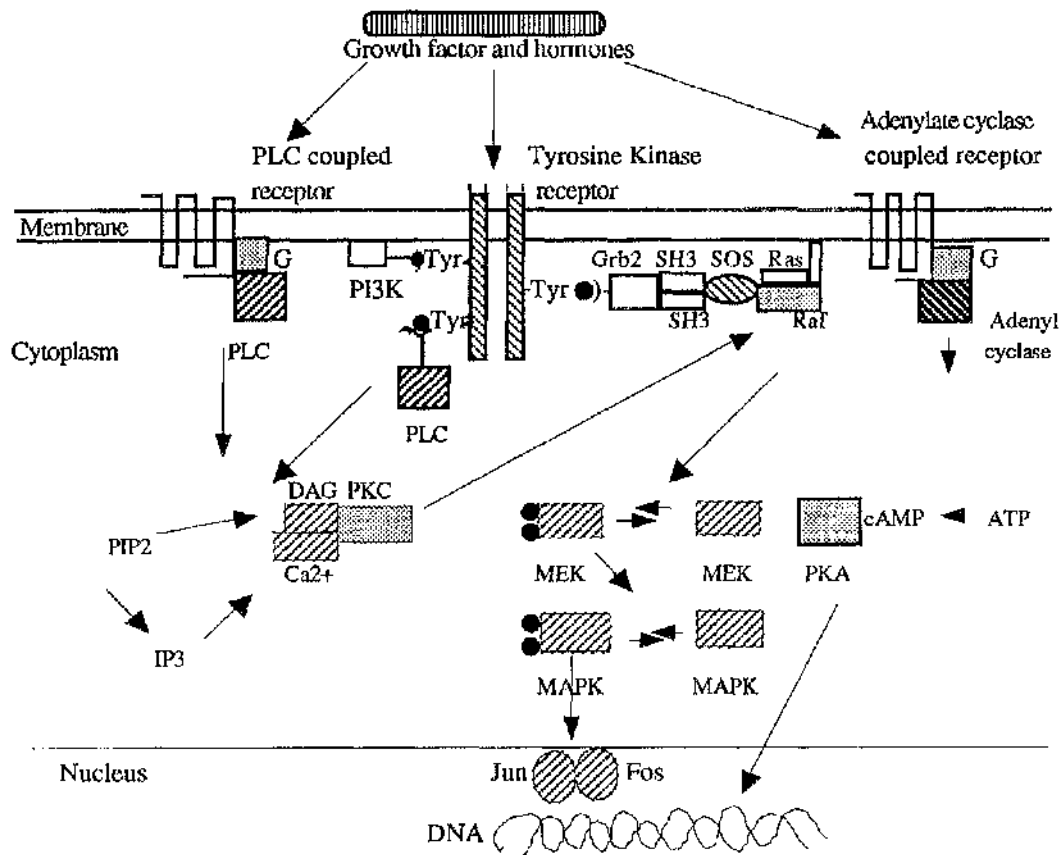 Growth factor and hormones
PLC coupled
receptor
Tyrosine Kinase
receptor
Adenylate cyclase
coupled receptor
Membrane
G
PI3K
Tyr
Grb2
SH3
SOS
Ras
G
Tyr
SH3
Raf
Tyr
Cytoplasm
PLC
Adenyl
cyclase
PLC
DAG
PKC
PIP2
Ca2+
cAMP
ATP
MEK
MEK
PKA
IP3
MAPK
MAPK
Nucleus
Jun
Fos
DNA